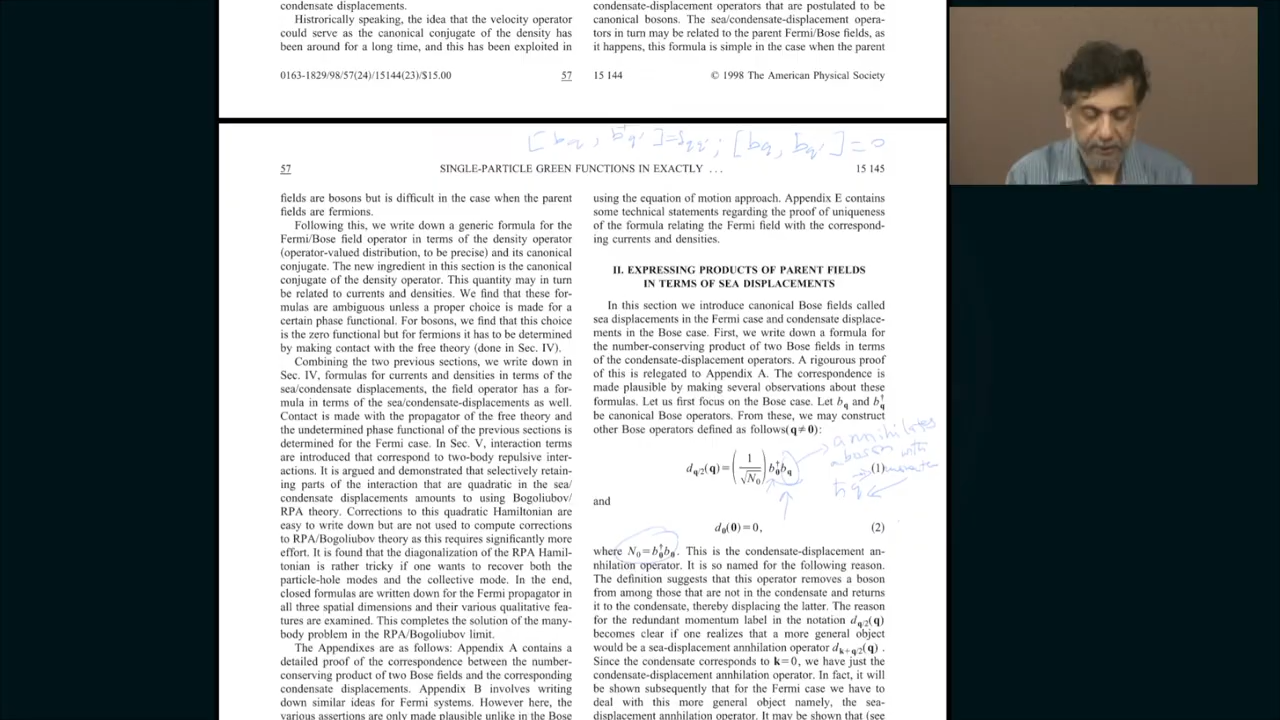 condensate displacements.
Histrorically speaking, the idea that the velocity operator
could serve as the canonical conjugate of the density has
been around for a long time, and this has been exploited in
condensate-displacement operators that are postulated to be
canonical bosons. The sea/condensate-displacement opera-
tors in turn may be related to the parent Fermi/Bose fields, as
it happens, this formula is simple in the case when the parent
0163-1829/98/57(24)/15144(23)/$15.00
57
15 144
© 1998 The American Physical Society
[b_q, b†_q'] = δ_qq'; [b_q, b_q'] = 0
57
SINGLE-PARTICLE GREEN FUNCTIONS IN EXACTLY . . .
15 145
fields are bosons but is difficult in the case when the parent
fields are fermions.
Following this, we write down a generic formula for the
Fermi/Bose field operator in terms of the density operator
(operator-valued distribution, to be precise) and its canonical
conjugate. The new ingredient in this section is the canonical
conjugate of the density operator. This quantity may in turn
be related to currents and densities. We find that these for-
mulas are ambiguous unless a proper choice is made for a
certain phase functional. For bosons, we find that this choice
is the zero functional but for fermions it has to be determined
by making contact with the free theory (done in Sec. IV).
Combining the two previous sections, we write down in
Sec. IV, formulas for currents and densities in terms of the
sea/condensate displacements, the field operator has a for-
mula in terms of the sea/condensate-displacements as well.
Contact is made with the propagator of the free theory and
the undetermined phase functional of the previous sections is
determined for the Fermi case. In Sec. V, interaction terms
are introduced that correspond to two-body repulsive inter-
actions. It is argued and demonstrated that selectively retain-
ing parts of the interaction that are quadratic in the sea/
condensate displacements amounts to using Bogoliubov/
RPA theory. Corrections to this quadratic Hamiltonian are
easy to write down but are not used to compute corrections
to RPA/Bogoliubov theory as this requires significantly more
effort. It is found that the diagonalization of the RPA Hamil-
tonian is rather tricky if one wants to recover both the
particle-hole modes and the collective mode. In the end,
closed formulas are written down for the Fermi propagator in
all three spatial dimensions and their various qualitative fea-
tures are examined. This completes the solution of the many-
body problem in the RPA/Bogoliubov limit.
The Appendixes are as follows: Appendix A contains a
detailed proof of the correspondence between the number-
conserving product of two Bose fields and the corresponding
condensate displacements. Appendix B involves writing
down similar ideas for Fermi systems. However here, the
various assertions are only made plausible unlike in the Bose
using the equation of motion approach. Appendix E contains
some technical statements regarding the proof of uniqueness
of the formula relating the Fermi field with the correspond-
ing currents and densities.
II. EXPRESSING PRODUCTS OF PARENT FIELDS
IN TERMS OF SEA DISPLACEMENTS
In this section we introduce canonical Bose fields called
sea displacements in the Fermi case and condensate displace-
ments in the Bose case. First, we write down a formula for
the number-conserving product of two Bose fields in terms
of the condensate-displacement operators. A rigourous proof
of this is relegated to Appendix A. The correspondence is
made plausible by making several observations about these
formulas. Let us first focus on the Bose case. Let b_q and b†_q
be canonical Bose operators. From these, we may construct
other Bose operators defined as follows(q≠0):
annihilates
a boson with
d_q/2(q)=(1/√N_0) b†_0 b_q (1)
ħq
and
d_0(0)=0, (2)
where N_0=b†_0b_0. This is the condensate-displacement an-
nhilation operator. It is so named for the following reason.
The definition suggests that this operator removes a boson
from among those that are not in the condensate and returns
it to the condensate, thereby displacing the latter. The reason
for the redundant momentum label in the notation d_q/2(q)
becomes clear if one realizes that a more general object
would be a sea-displacement annhilation operator d_k+q/2(q) .
Since the condensate corresponds to k=0, we have just the
condensate-displacement annhilation operator. In fact, it will
be shown subsequently that for the Fermi case we have to
deal with this more general object namely, the sea-
displacement annhilation operator. It may be shown that (see